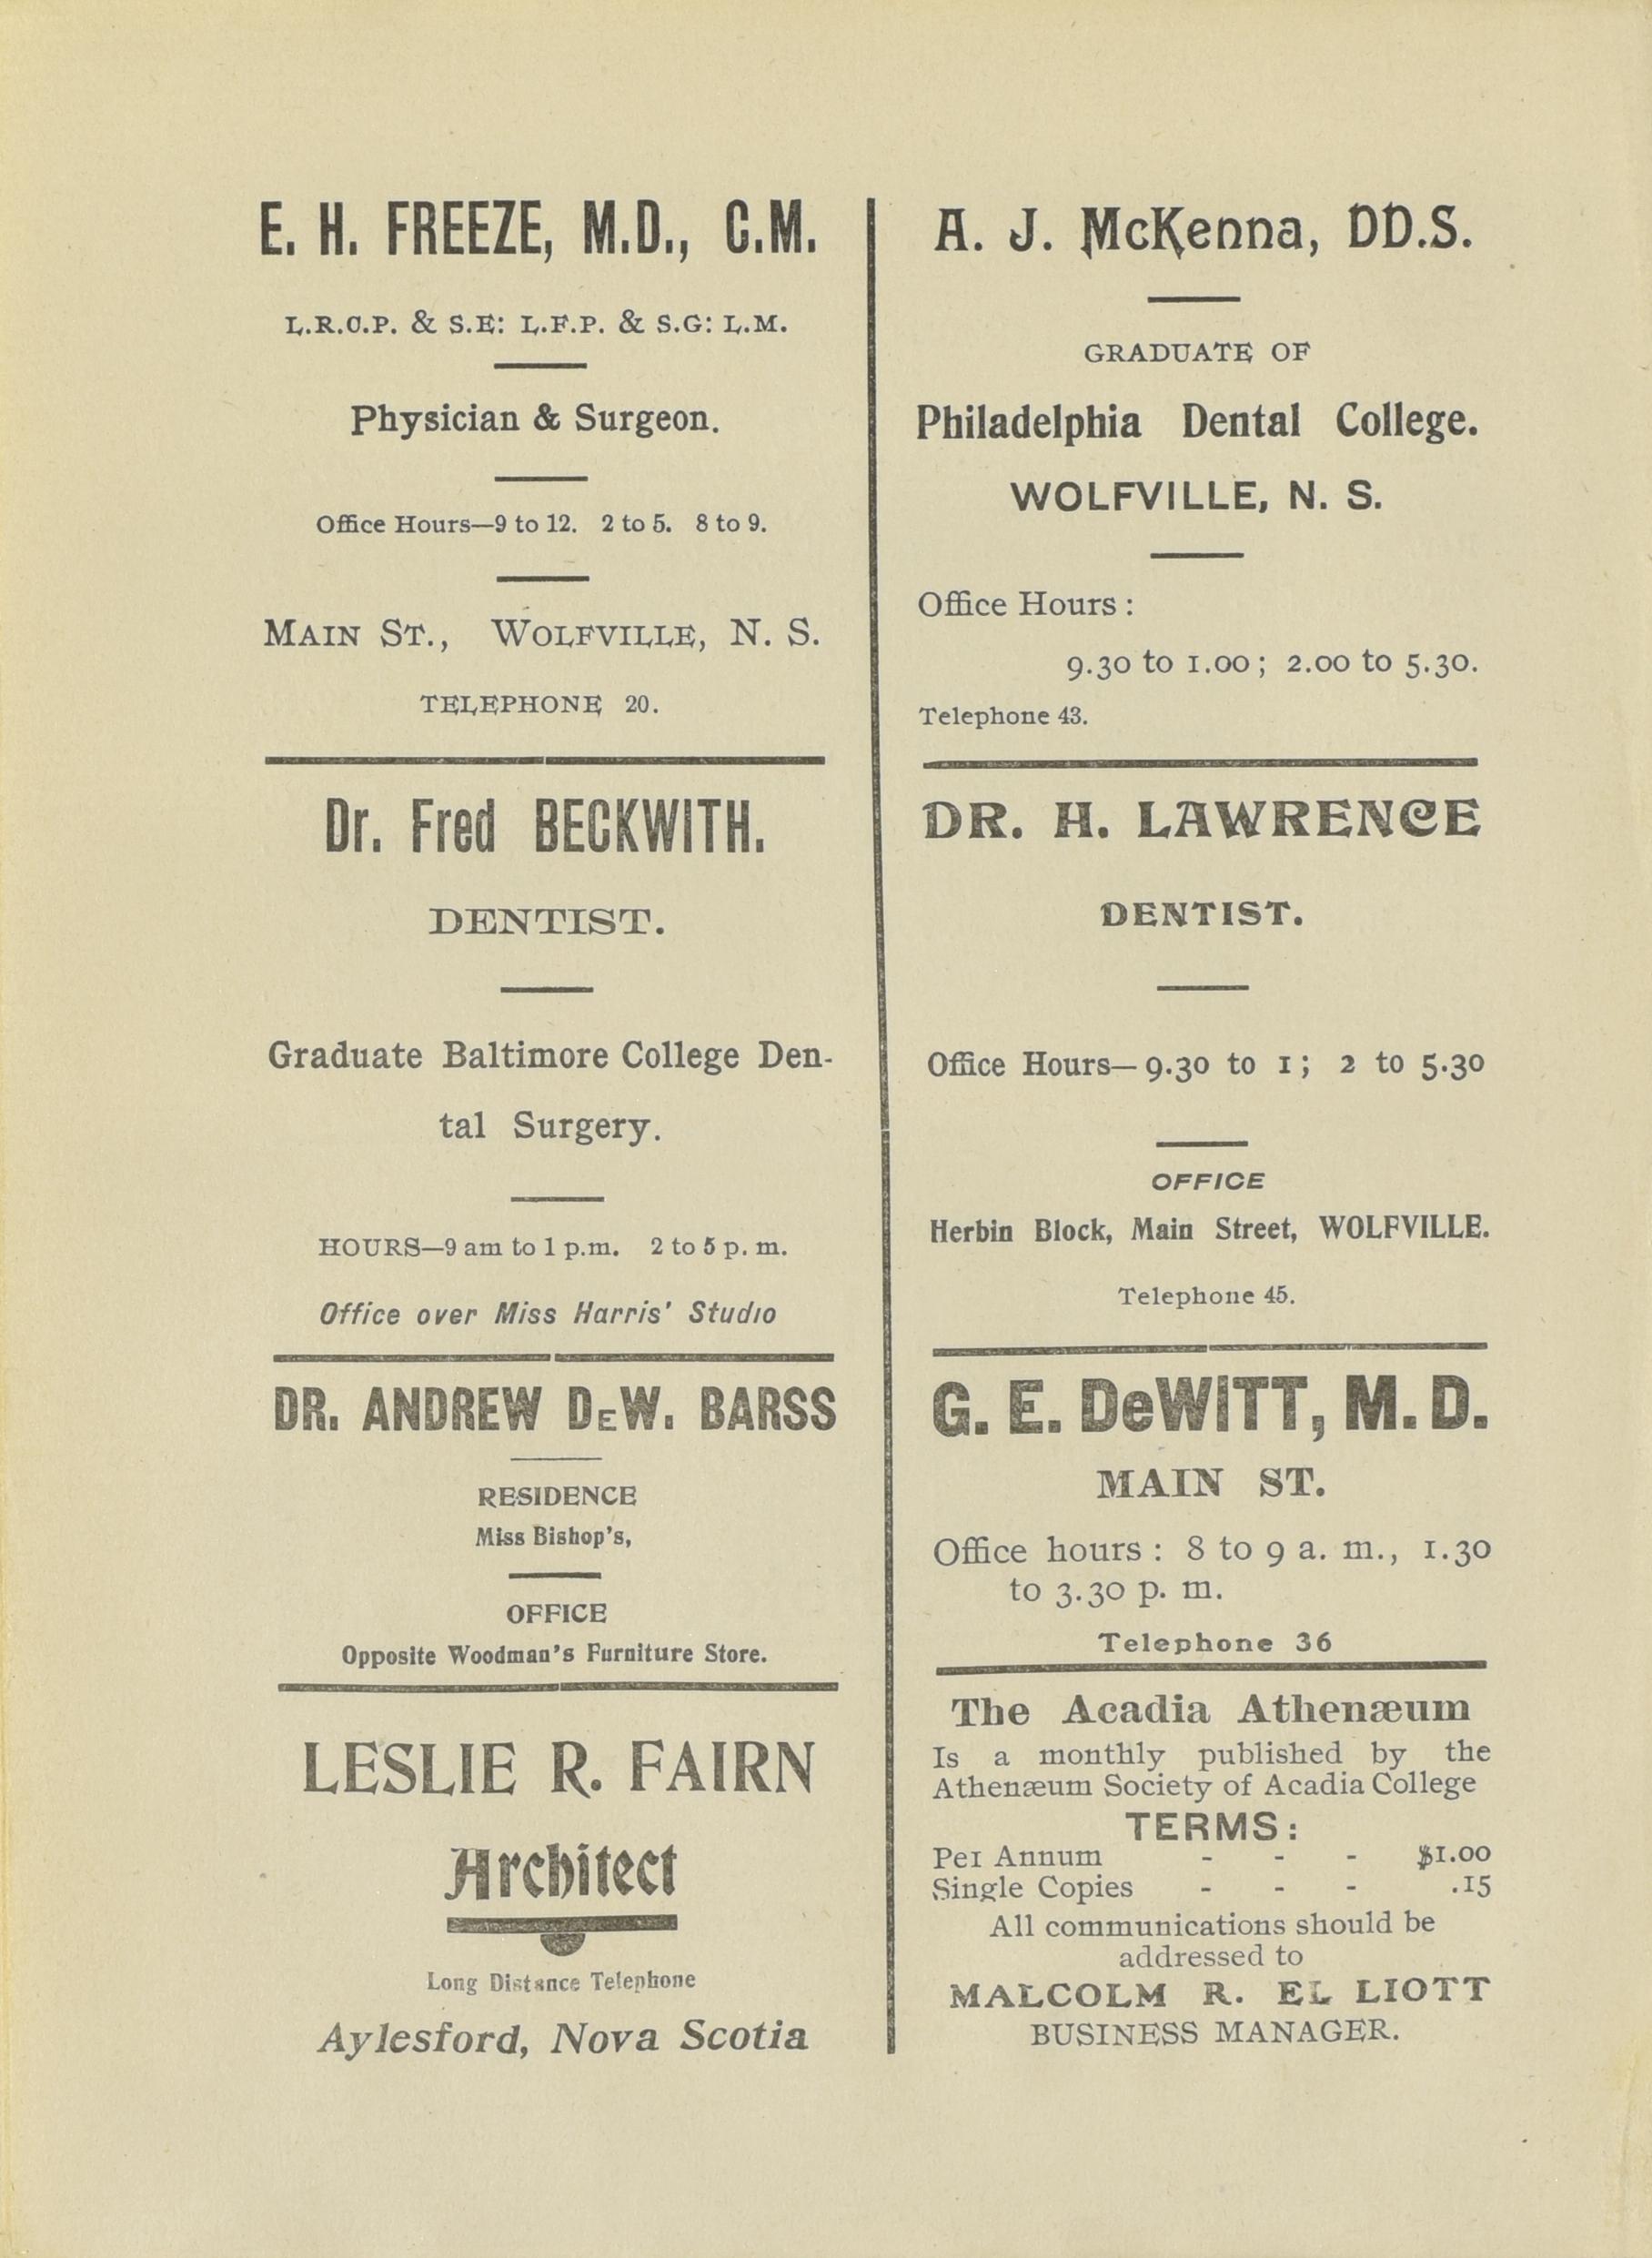 E. H. FREEZE, M.D., C.M.
L.R.C.P. & S.E: L.F.P. & S.G: L.M.
Physician & Surgeon.
Office Hours—9 to 12. 2 to 5. 8 to 9.
MAIN ST., WOLFVILLE, N. S.
TELEPHONE 20.
Dr. Fred BECKWITH.
DENTIST.
Graduate Baltimore College Den-
tal Surgery.
HOURS—9 am to 1 p.m. 2 to 5 p. m.
Office over Miss Harris' Studio
DR. ANDREW DEW. BARSS
RESIDENCE
Miss Bishop's,
OFFICE
Opposite Woodman's Furniture Store.
LESLIE R. FAIRN
Architect
Long Distance Telephone
Aylesford, Nova Scotia
A. J. McKenna, DD.S.
GRADUATE OF
Philadelphia Dental College.
WOLFVILLE, N. S.
Office Hours :
9.30 to 1.00 ; 2.00 to 5.30.
Telephone 43.
DR. H. LAWRENCE
DENTIST.
Office Hours—9.30 to 1 ; 2 to 5.30
OFFICE
Herbin Block, Main Street, WOLFVILLE.
Telephone 45.
G. E. DeWITT, M. D.
MAIN ST.
Office hours : 8 to 9 a. m., 1.30
to 3.30 p. m.
Telephone 36
The Acadia Athenæum
Is a monthly published by the
Athenæum Society of Acadia College
TERMS:
Per Annum - - - $1.00
Single Copies - - - .15
All communications should be
addressed to
MALCOLM R. EL LIOTT
BUSINESS MANAGER.